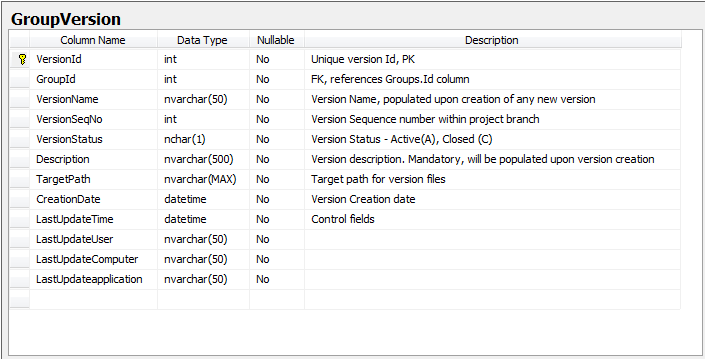 GroupVersion
Column Name Data Type Nullable Description
VersionId int No Unique version Id, PK
GroupId int No FK, references Groups.Id column
VersionName nvarchar(50) No Version Name, populated upon creation of any new version
VersionSeqNo int No Version Sequence number within project branch
VersionStatus nchar(1) No Version Status - Active(A), Closed (C)
Description nvarchar(500) No Version description. Mandatory, will be populated upon version creation
TargetPath nvarchar(MAX) No Target path for version files
CreationDate datetime No Version Creation date
LastUpdateTime datetime No Control fields
LastUpdateUser nvarchar(50) No
LastUpdateComputer nvarchar(50) No
LastUpdateapplication nvarchar(50) No